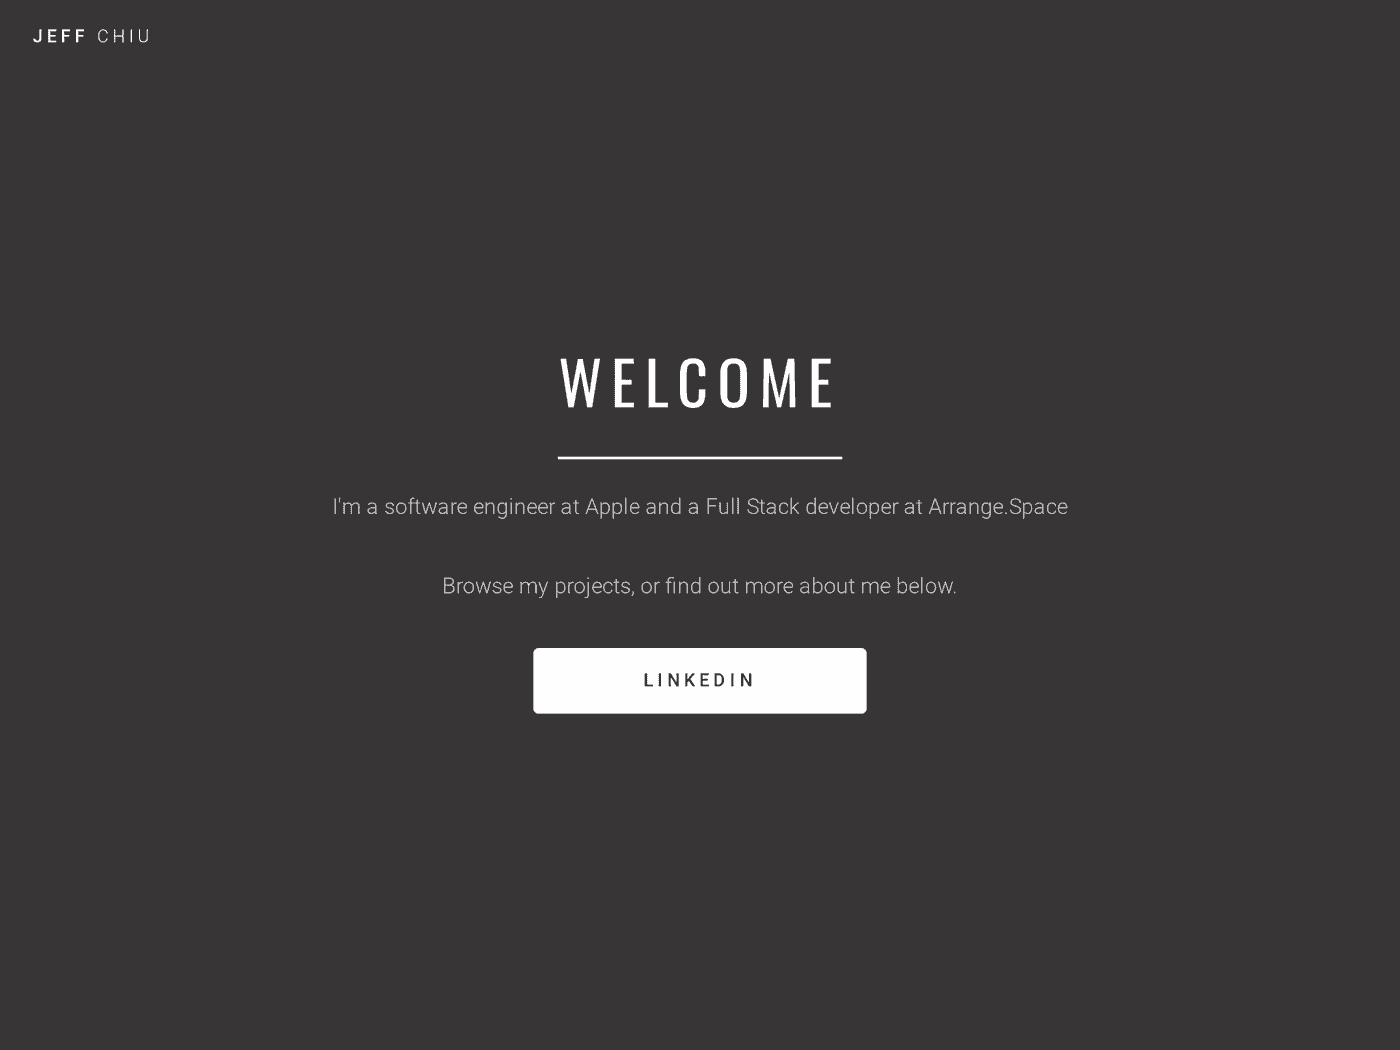 JEFF CHIU
WELCOME
I'm a software engineer at Apple and a Full Stack developer at Arrange.Space
Browse my projects, or find out more about me below.
LINKEDIN